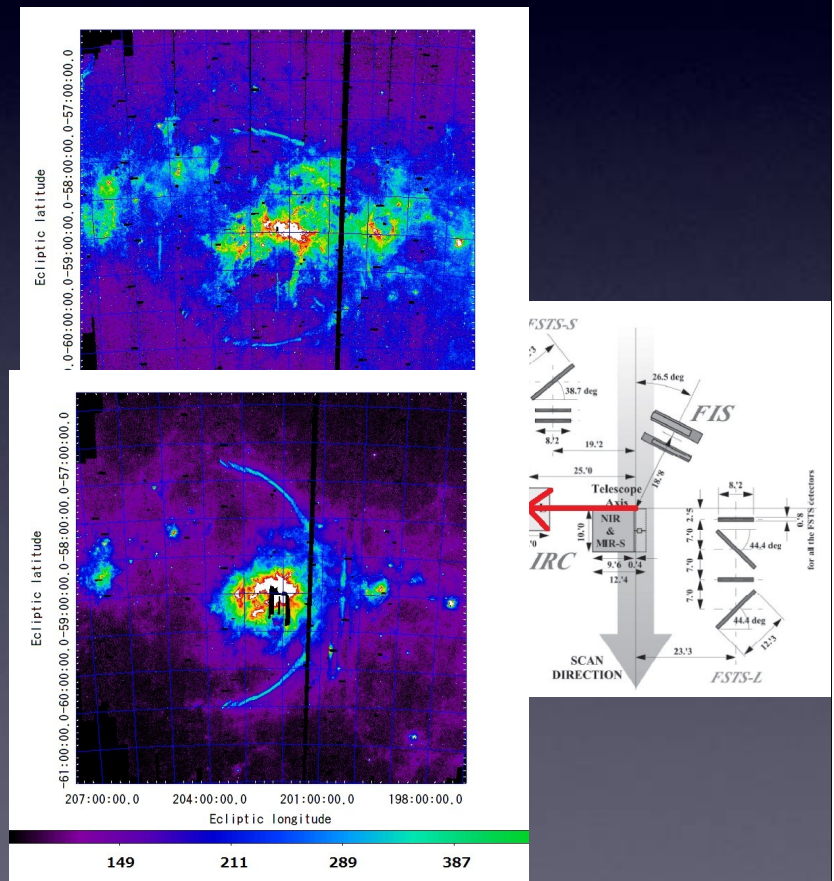 Ecliptic latitude
.0-60:00:00.0-59:00:00.0-58:00:00.0-57:00:00.0
Ecliptic latitude
-61:00:00.0-60:00:00.0-59:00:00.0-58:00:00.0-57:00:00.0
207:00:00.0 204:00:00.0 201:00:00.0 198:00:00.0
Ecliptic longitude
149 211 289 387
FSTS-S
38.7 deg
8.'2
19.'2
25.'0
26.5 deg
FIS
18.'8
Telescope
Axis
NIR
&
MIR-S
IRC
10.'0
9.'6 0.'4
12.'4
8.'2
2.'5
7.'0
7.'0
7.'0
0.'8
for all the FSTS detectors
44.4 deg
44.4 deg
12.'3
23.'3
FSTS-L
SCAN
DIRECTION